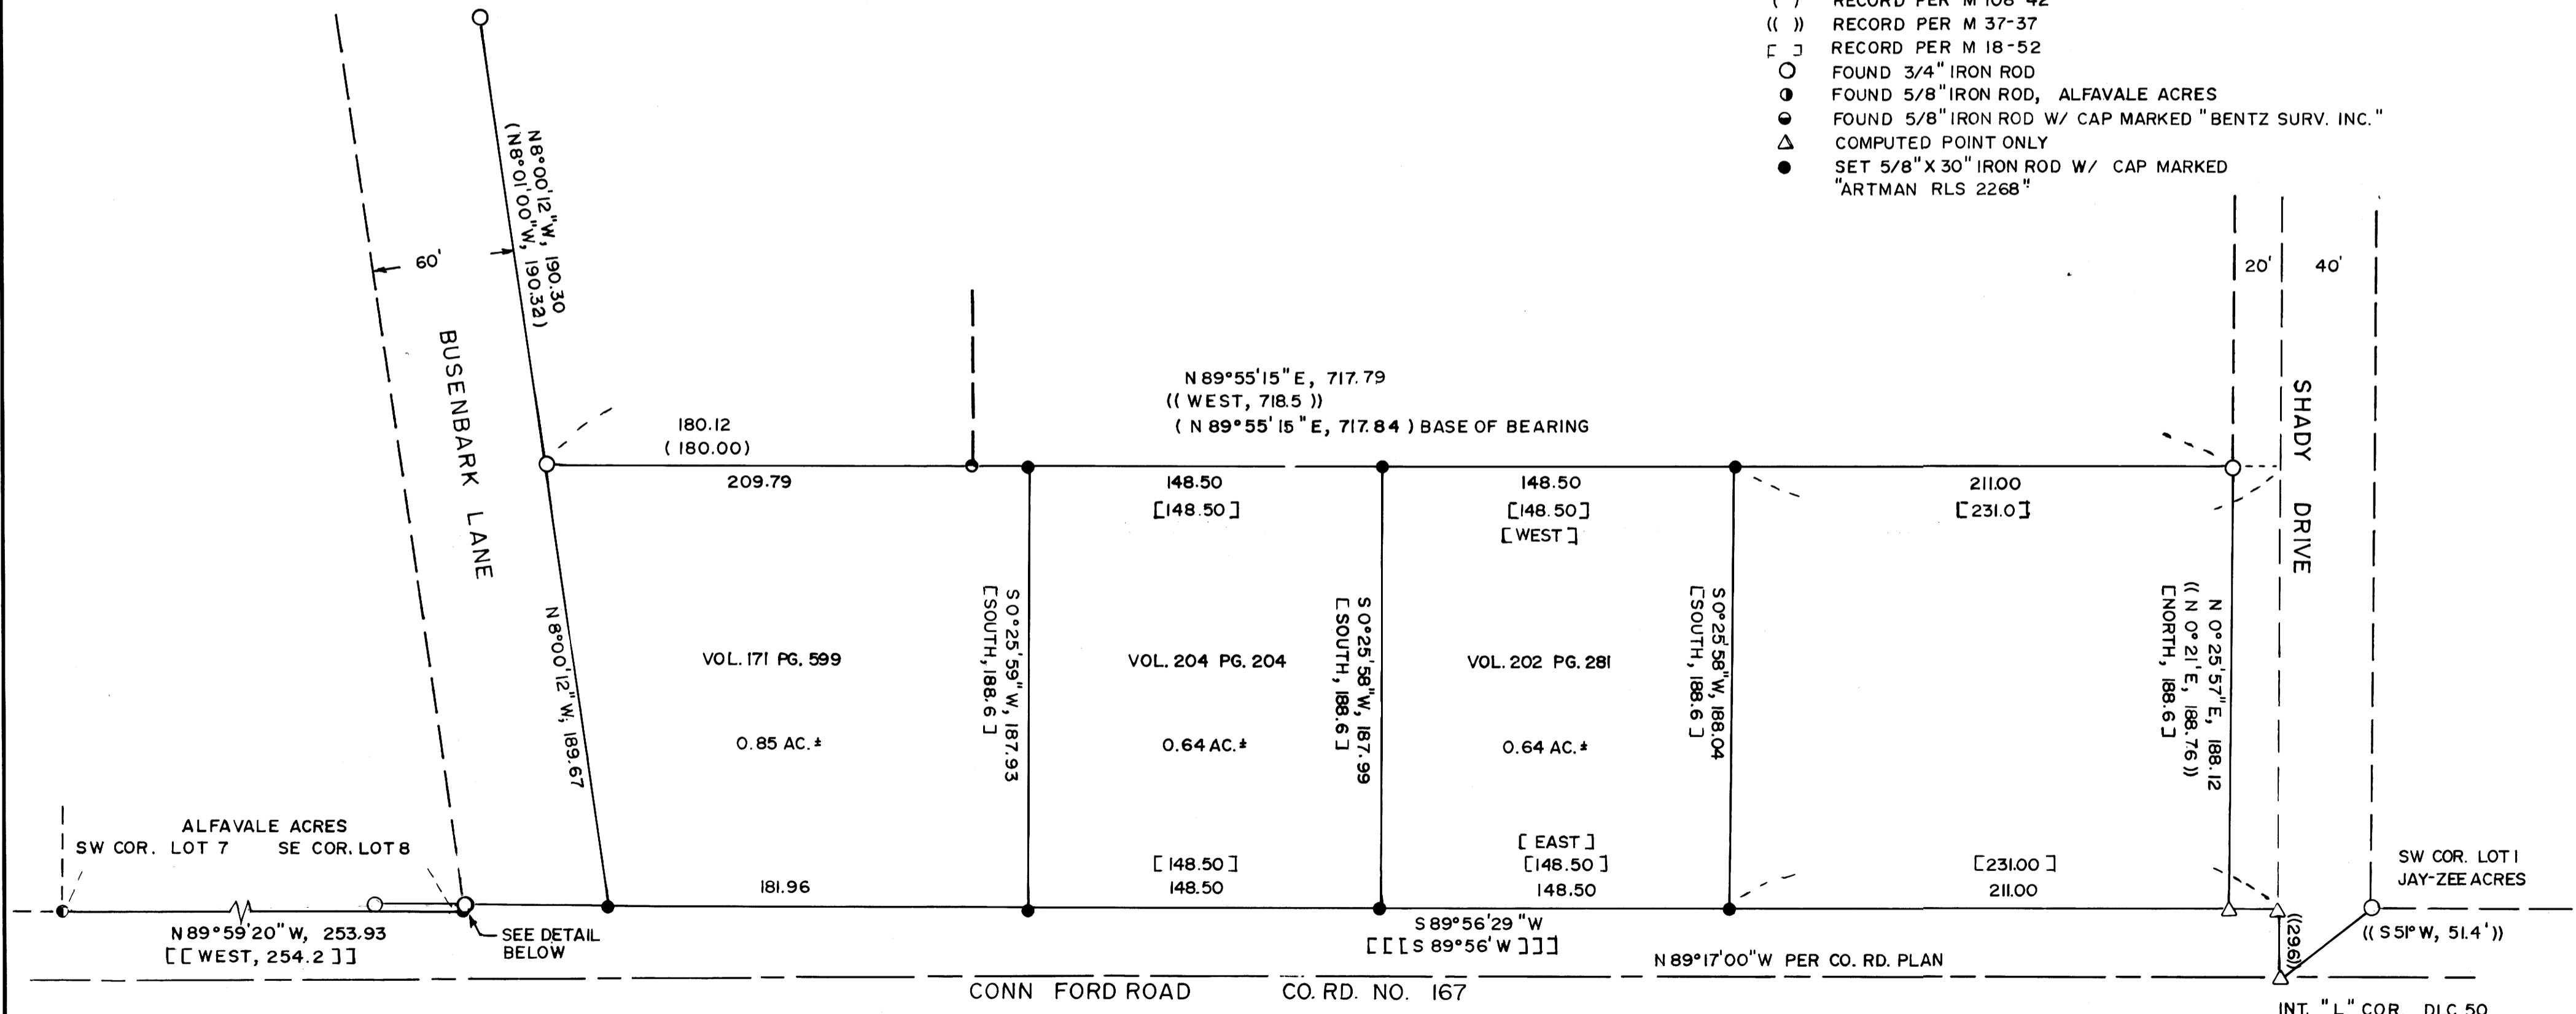 ( ) RECORD PER M 108-42
(( )) RECORD PER M 37-37
[ ] RECORD PER M 18-52
FOUND 3/4" IRON ROD
FOUND 5/8" IRON ROD, ALFAVALE ACRES
FOUND 5/8" IRON ROD W/ CAP MARKED "BENTZ SURV. INC."
COMPUTED POINT ONLY
SET 5/8" X 30" IRON ROD W/ CAP MARKED
"ARTMAN RLS 2268"
N 8°00'12" W, 190.30
(N 8°01'00" W, 190.32)
60'
BUSENBARK LANE
20'
40'
SHADY DRIVE
N 89°55'15" E, 717.79
(( WEST, 718.5 ))
( N 89°55'15" E, 717.84 ) BASE OF BEARING
180.12
( 180.00)
209.79
148.50
[148.50]
148.50
[148.50]
[ WEST ]
211.00
[231.0]
N 8°00'12" W, 189.67
S 0°25'59" W, 187.93
[SOUTH, 188.6 ]
S 0°25'58" W, 187.99
[SOUTH, 188.6 ]
S 0°25'58" W, 188.04
[SOUTH, 188.6 ]
N 0°25'57" E, 188.12
(( N 0°21' E, 188.76 ))
[NORTH, 188.6 ]
VOL. 171 PG. 599
VOL. 204 PG. 204
VOL. 202 PG. 281
0.85 AC.±
0.64 AC.±
0.64 AC.±
ALFAVALE ACRES
SW COR. LOT 7 SE COR. LOT 8
181.96
[ 148.50 ]
148.50
[ EAST ]
[148.50 ]
148.50
[231.00 ]
211.00
SW COR. LOT 1
JAY-ZEE ACRES
N 89°59'20" W, 253.93
[[ WEST, 254.2 ]]
SEE DETAIL
BELOW
S 89°56'29" W
[[[S 89°56' W ]]]
((29.6))
(( S 51° W, 51.4' ))
N 89°17'00" W PER CO. RD. PLAN
CONN FORD ROAD CO. RD. NO. 167
INT. "L" COR. DLC 50